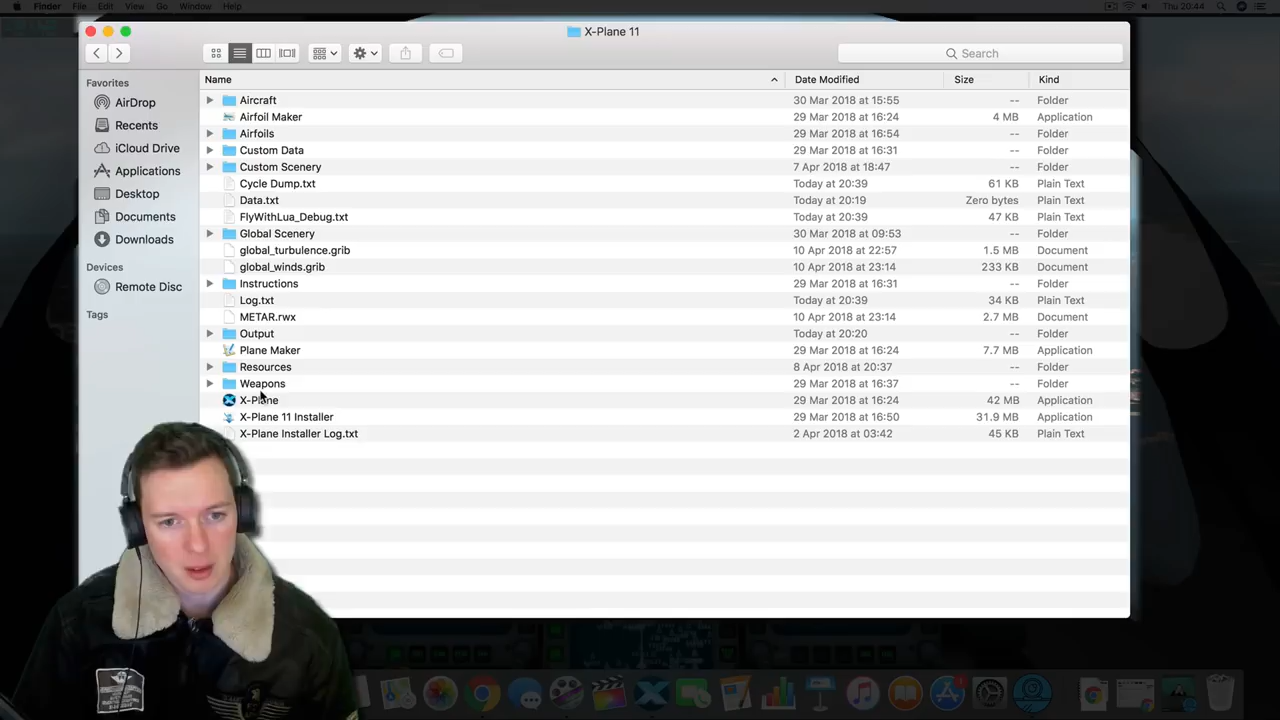 Finder File Edit View Go Window Help Thu 20:44
X-Plane 11
Search
Favorites
AirDrop
Recents
iCloud Drive
Applications
Desktop
Documents
Downloads
Devices
Remote Disc
Tags
Name Date Modified Size Kind
Aircraft 30 Mar 2018 at 15:55 -- Folder
Airfoil Maker 29 Mar 2018 at 16:24 4 MB Application
Airfoils 29 Mar 2018 at 16:54 -- Folder
Custom Data 29 Mar 2018 at 16:31 -- Folder
Custom Scenery 7 Apr 2018 at 18:47 -- Folder
Cycle Dump.txt Today at 20:39 61 KB Plain Text
Data.txt Today at 20:19 Zero bytes Plain Text
FlyWithLua_Debug.txt Today at 20:39 47 KB Plain Text
Global Scenery 30 Mar 2018 at 09:53 -- Folder
global_turbulence.grib 10 Apr 2018 at 22:57 1.5 MB Document
global_winds.grib 10 Apr 2018 at 23:14 233 KB Document
Instructions 29 Mar 2018 at 16:31 -- Folder
Log.txt Today at 20:39 34 KB Plain Text
METAR.rwx 10 Apr 2018 at 23:14 2.7 MB Document
Output Today at 20:20 -- Folder
Plane Maker 29 Mar 2018 at 16:24 7.7 MB Application
Resources 8 Apr 2018 at 20:37 -- Folder
Weapons 29 Mar 2018 at 16:37 -- Folder
X-Plane 29 Mar 2018 at 16:24 42 MB Application
X-Plane 11 Installer 29 Mar 2018 at 16:50 31.9 MB Application
X-Plane Installer Log.txt 2 Apr 2018 at 03:42 45 KB Plain Text